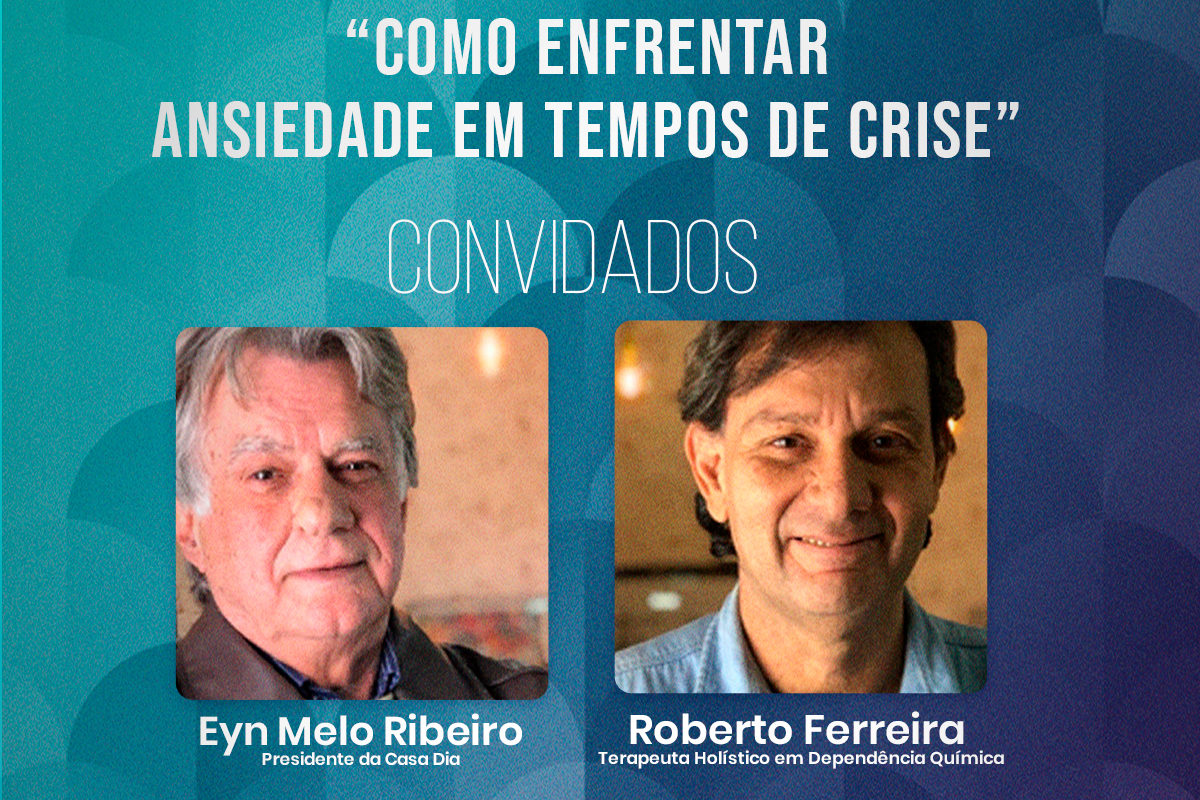 “COMO ENFRENTAR
ANSIEDADE EM TEMPOS DE CRISE”
CONVIDADOS
Eyn Melo Ribeiro
Presidente da Casa Dia
Roberto Ferreira
Terapeuta Holístico em Dependência Química